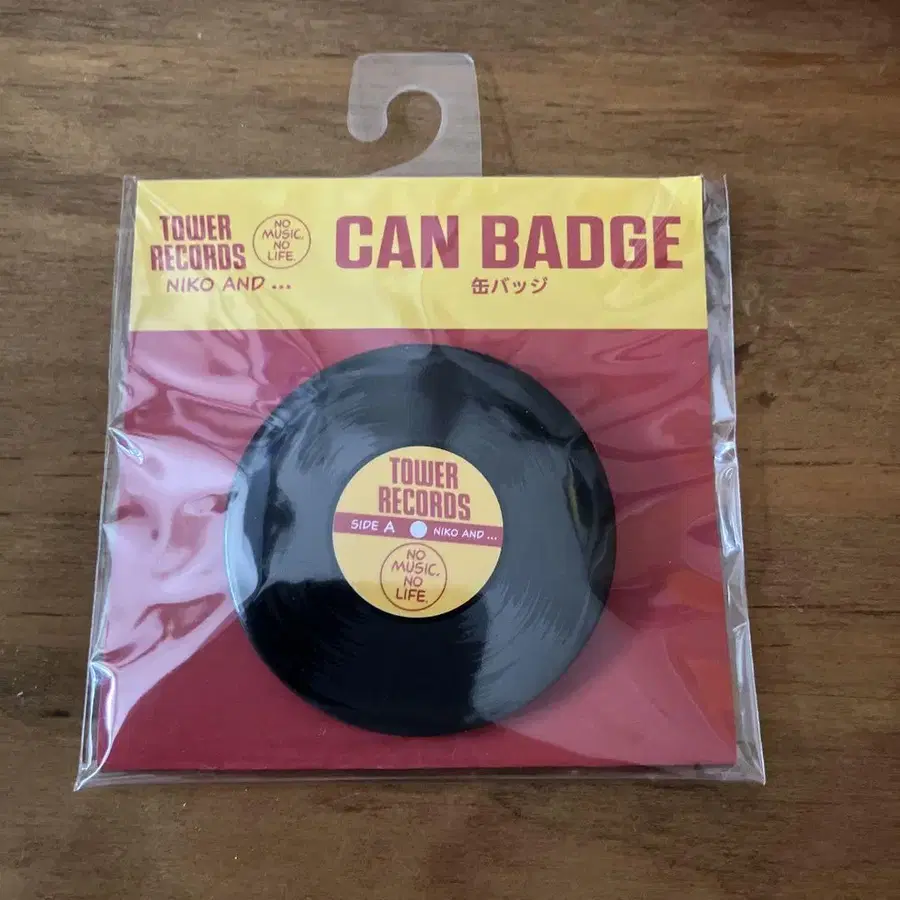 TOWER
RECORDS
NO
MUSIC.
NO
LIFE.
NIKO AND ...
CAN BADGE
缶バッジ
TOWER
RECORDS
SIDE A
NIKO AND ...
NO
MUSIC.
NO
LIFE.